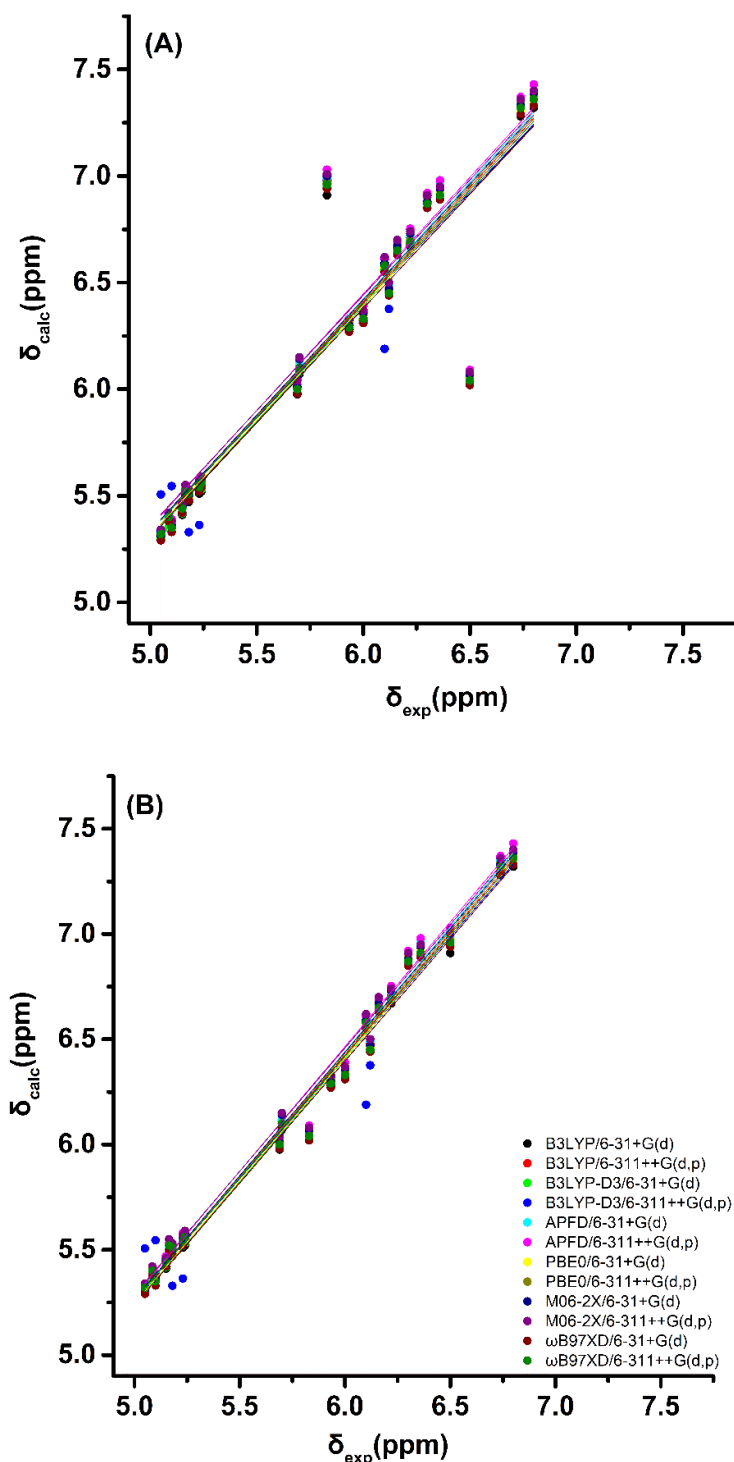 (A)
7.5
7.0
6.5
6.0
5.5
5.0
δcalc(ppm)
5.0 5.5 6.0 6.5 7.0 7.5
δexp(ppm)
(B)
7.5
7.0
6.5
6.0
5.5
5.0
δcalc(ppm)
B3LYP/6-31+G(d)
B3LYP/6-311++G(d,p)
B3LYP-D3/6-31+G(d)
B3LYP-D3/6-311++G(d,p)
APFD/6-31+G(d)
APFD/6-311++G(d,p)
PBE0/6-31+G(d)
PBE0/6-311++G(d,p)
M06-2X/6-31+G(d)
M06-2X/6-311++G(d,p)
ωB97XD/6-31+G(d)
ωB97XD/6-311++G(d,p)
5.0 5.5 6.0 6.5 7.0 7.5
δexp(ppm)